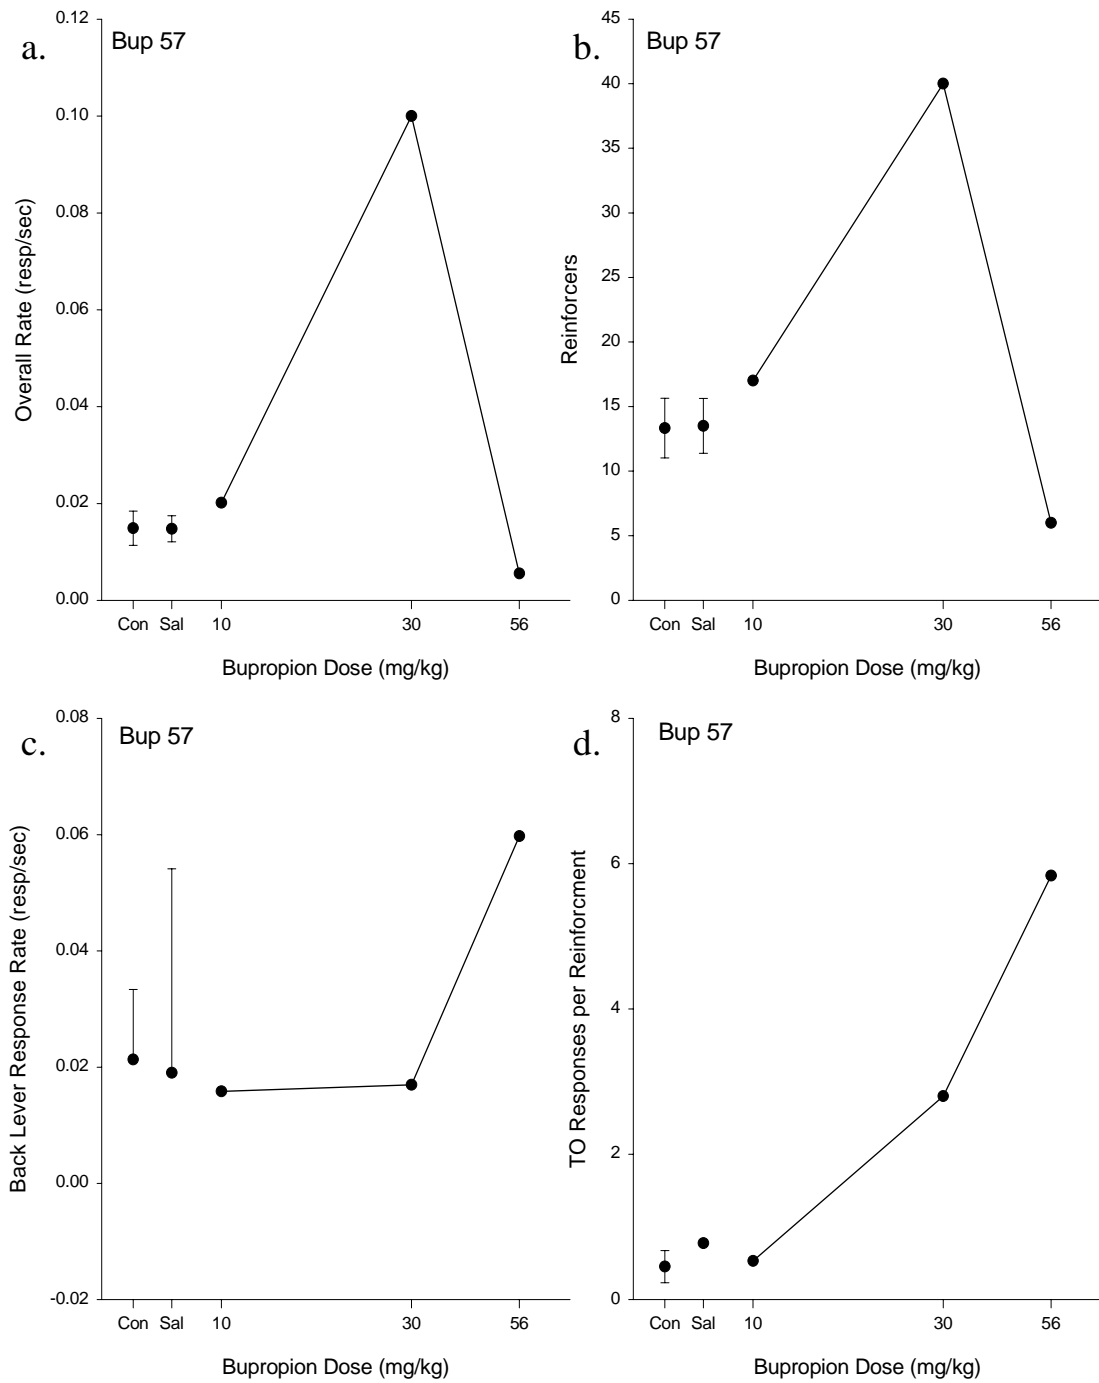 a.
Bup 57
0.12
0.10
0.08
0.06
0.04
0.02
0.00
Overall Rate (resp/sec)
Con Sal 10 30 56
Bupropion Dose (mg/kg)
b.
Bup 57
45
40
35
30
25
20
15
10
5
0
Reinforcers
Con Sal 10 30 56
Bupropion Dose (mg/kg)
c.
Bup 57
0.08
0.06
0.04
0.02
0.00
-0.02
Back Lever Response Rate (resp/sec)
Con Sal 10 30 56
Bupropion Dose (mg/kg)
d.
Bup 57
8
6
4
2
0
TO Responses per Reinforcment
Con Sal 10 30 56
Bupropion Dose (mg/kg)